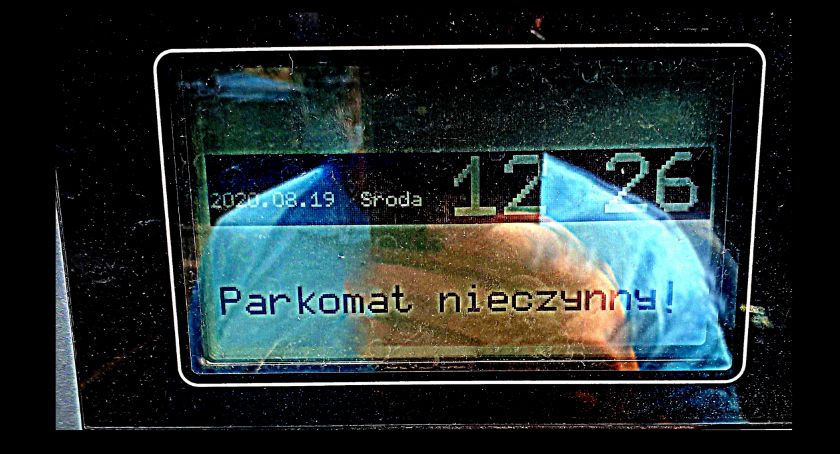 2020.08.19 Środa 12 26
Parkomat nieczynny!